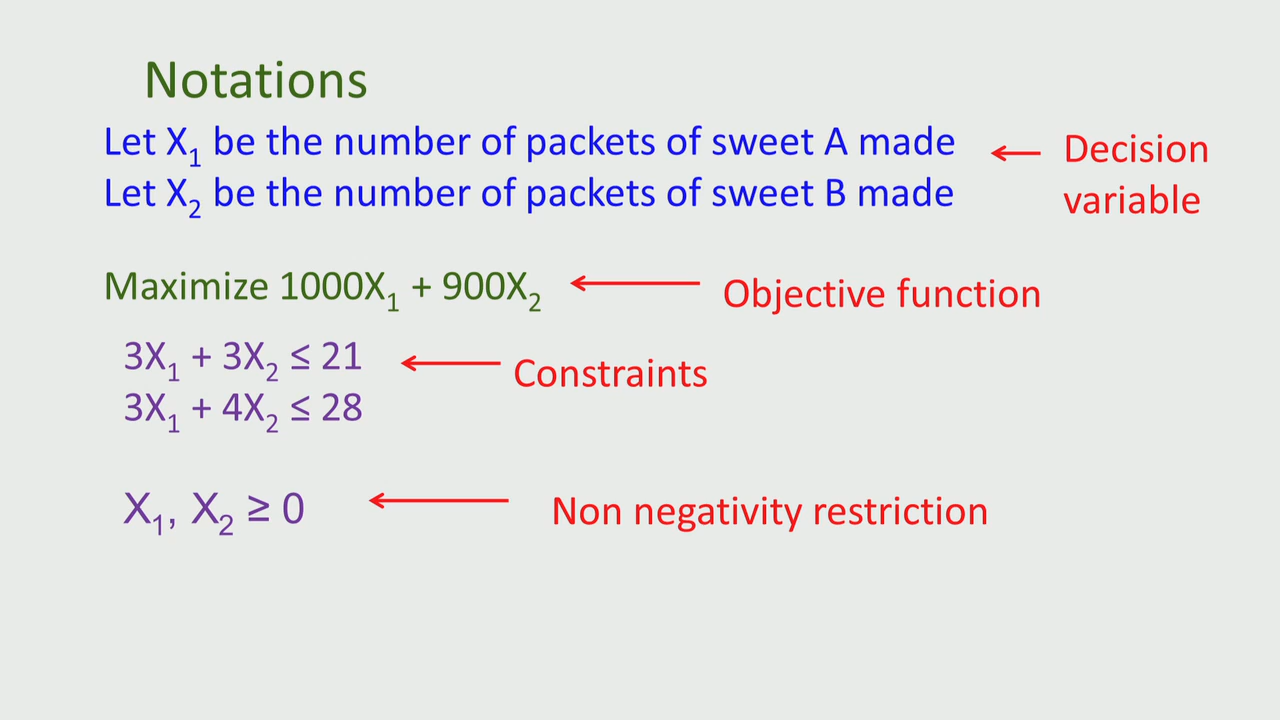 Notations
Let X₁ be the number of packets of sweet A made
Let X₂ be the number of packets of sweet B made
Decision
variable
Maximize 1000X₁ + 900X₂
Objective function
3X₁ + 3X₂ ≤ 21
3X₁ + 4X₂ ≤ 28
Constraints
X₁, X₂ ≥ 0
Non negativity restriction